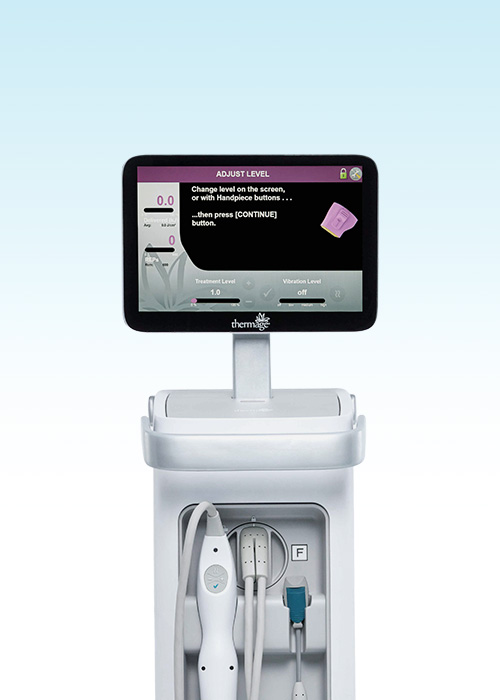 ADJUST LEVEL
0.0
Avg
0
Change level on the screen,
or with Handpiece buttons . . .
...then press [CONTINUE]
button.
Treatment Level
1.0
Vibration Level
off
thermage
F